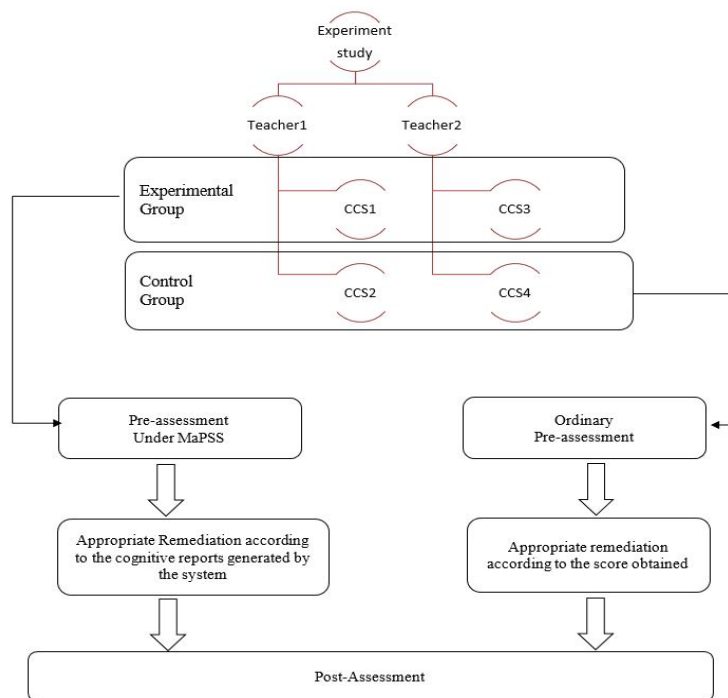 Experiment
study
Teacher1
Teacher2
Experimental
Group
CCS1
CCS3
Control
Group
CCS2
CCS4
Pre-assessment
Under MaPSS
Ordinary
Pre-assessment
Appropriate Remediation according
to the cognitive reports generated by
the system
Appropriate remediation
according to the score obtained
Post-Assessment